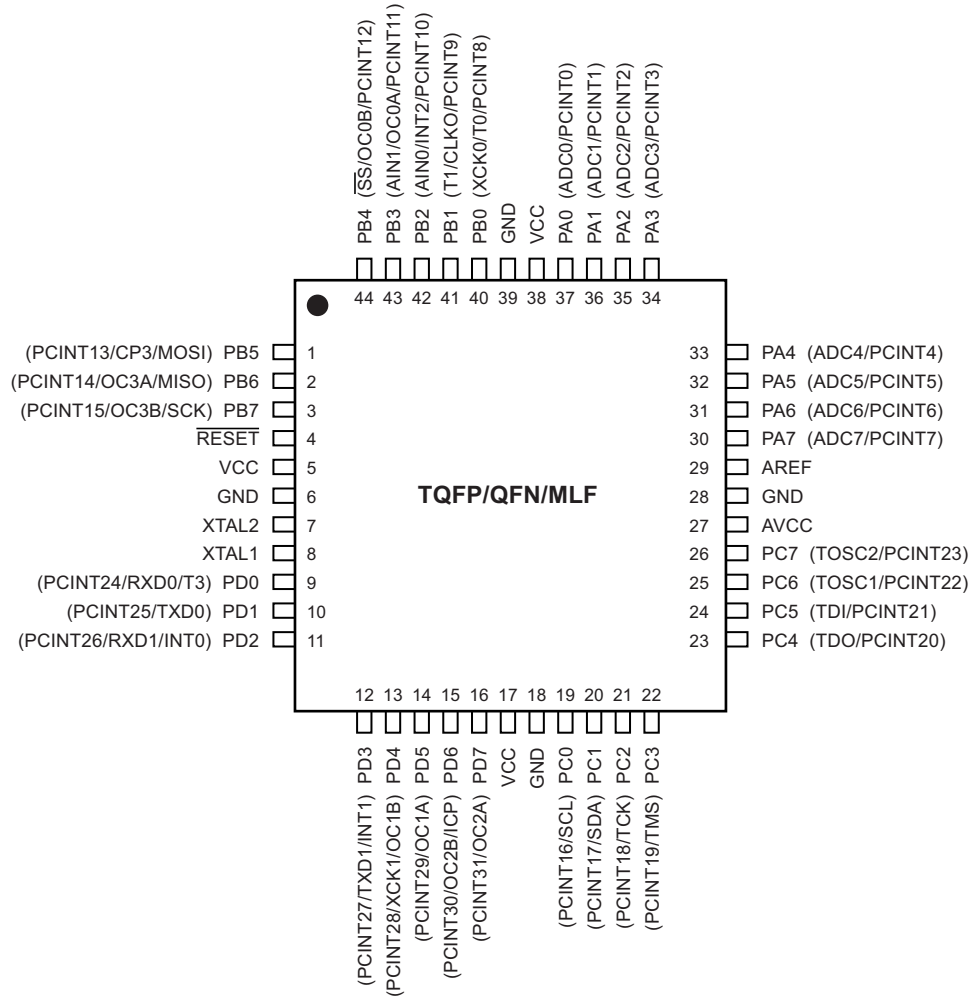 PB4 (SS/OC0B/PCINT12)
PB3 (AIN1/OC0A/PCINT11)
PB2 (AIN0/INT2/PCINT10)
PB1 (T1/CLKO/PCINT9)
PB0 (XCK0/T0/PCINT8)
GND
VCC
PA0 (ADC0/PCINT0)
PA1 (ADC1/PCINT1)
PA2 (ADC2/PCINT2)
PA3 (ADC3/PCINT3)
44 43 42 41 40 39 38 37 36 35 34
(PCINT13/CP3/MOSI) PB5 1
(PCINT14/OC3A/MISO) PB6 2
(PCINT15/OC3B/SCK) PB7 3
RESET 4
VCC 5
GND 6
XTAL2 7
XTAL1 8
(PCINT24/RXD0/T3) PD0 9
(PCINT25/TXD0) PD1 10
(PCINT26/RXD1/INT0) PD2 11
TQFP/QFN/MLF
33 PA4 (ADC4/PCINT4)
32 PA5 (ADC5/PCINT5)
31 PA6 (ADC6/PCINT6)
30 PA7 (ADC7/PCINT7)
29 AREF
28 GND
27 AVCC
26 PC7 (TOSC2/PCINT23)
25 PC6 (TOSC1/PCINT22)
24 PC5 (TDI/PCINT21)
23 PC4 (TDO/PCINT20)
12 13 14 15 16 17 18 19 20 21 22
(PCINT27/TXD1/INT1) PD3
(PCINT28/XCK1/OC1B) PD4
(PCINT29/OC1A) PD5
(PCINT30/OC2B/ICP) PD6
(PCINT31/OC2A) PD7
VCC
GND
(PCINT16/SCL) PC0
(PCINT17/SDA) PC1
(PCINT18/TCK) PC2
(PCINT19/TMS) PC3